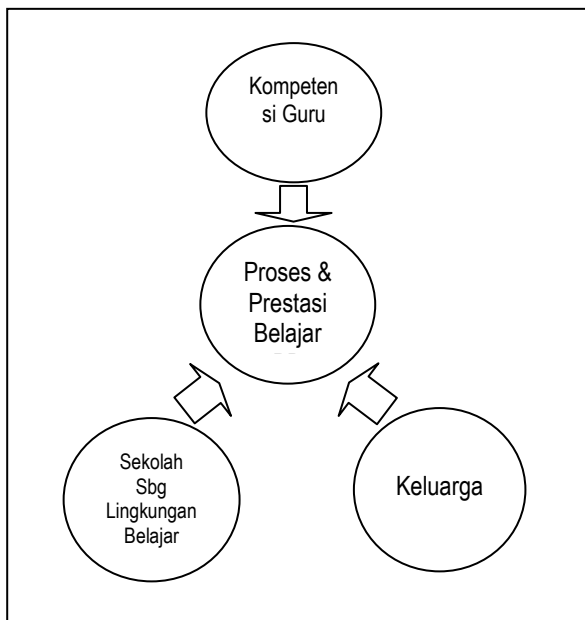 Kompeten
si Guru
Proses &
Prestasi
Belajar
Sekolah
Sbg
Lingkungan
Belajar
Keluarga